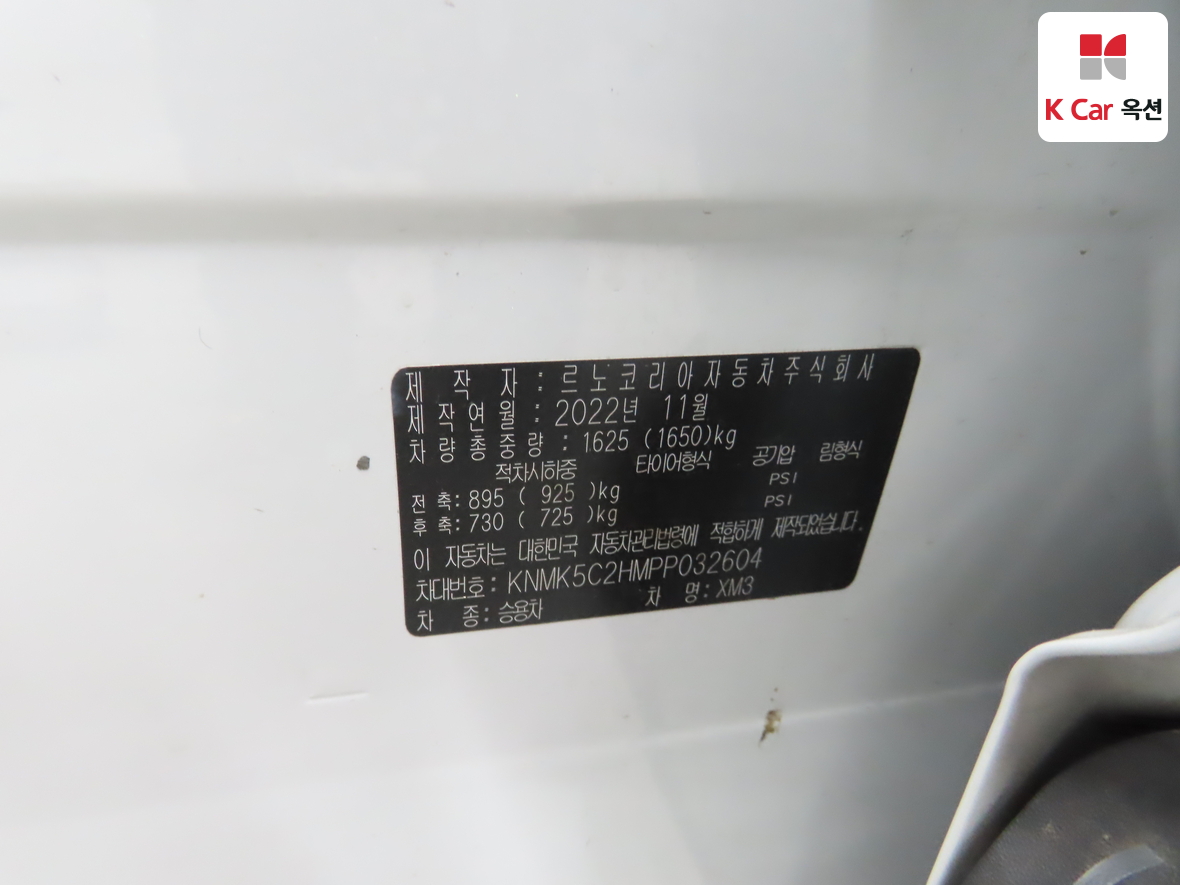 K Car 옥션
제 작 자 : 르노코리아자동차주식회사
제 작 연 월 : 2022년 11월
차 량 총 중 량 : 1625 (1650)kg
적차시하중 타이어형식 공기압 림형식
전 축: 895 ( 925 )kg PSI
후 축: 730 ( 725 )kg PSI
이 자동차는 대한민국 자동차관리법령에 적합하게 제작되었습니다.
차대번호: KNMK5C2HMPP032604
차 종: 승용차 차 명: XM3